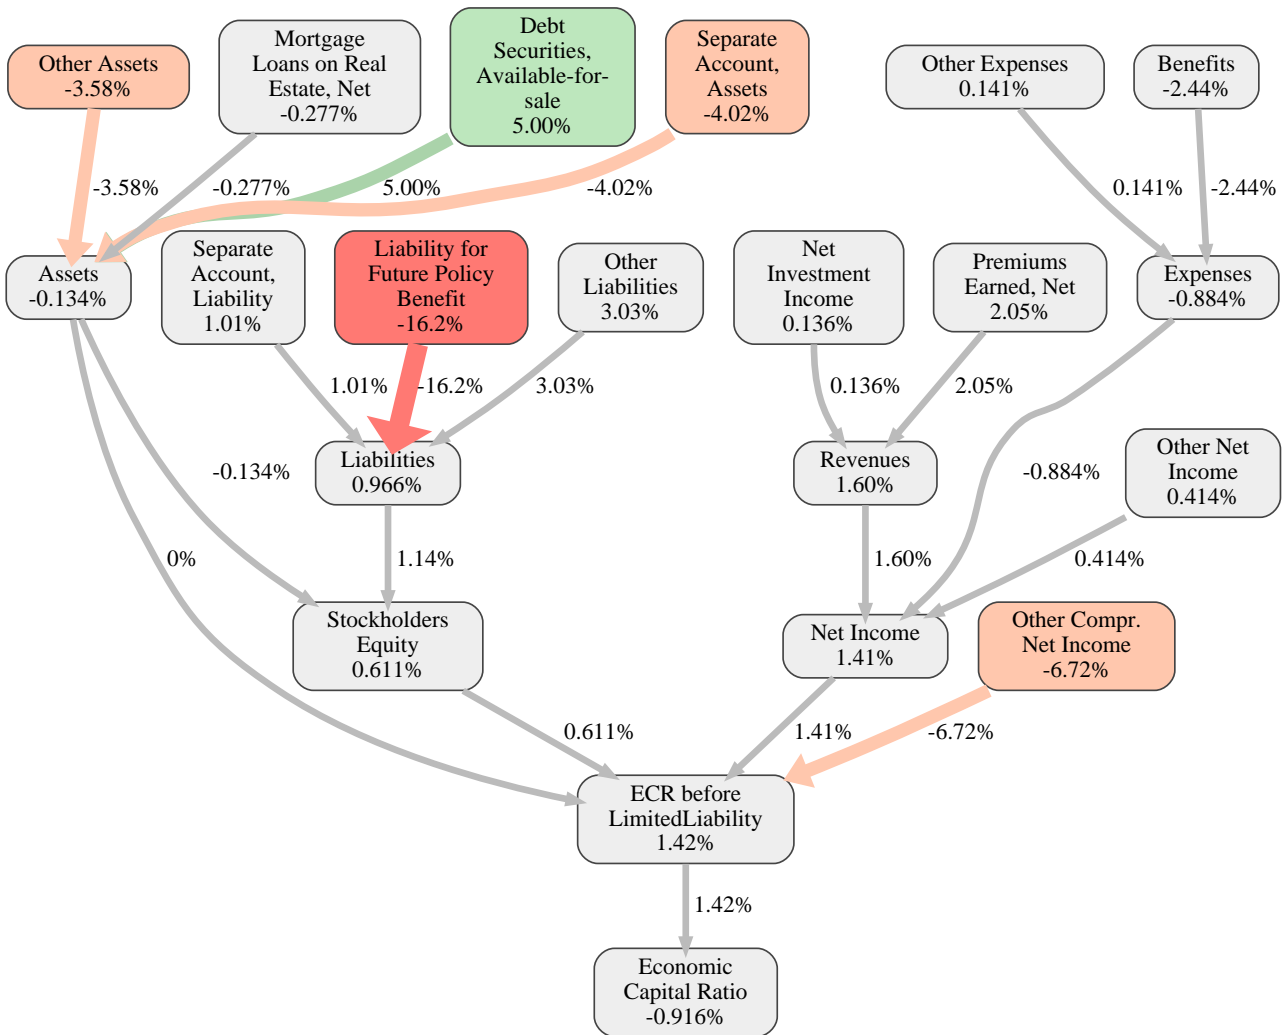 Other Assets
-3.58%
Mortgage
Loans on Real
Estate, Net
-0.277%
Debt
Securities,
Available-for-
sale
5.00%
Separate
Account,
Assets
-4.02%
Other Expenses
0.141%
Benefits
-2.44%
-3.58%
-0.277%
5.00%
-4.02%
0.141%
-2.44%
Assets
-0.134%
Separate
Account,
Liability
1.01%
Liability for
Future Policy
Benefit
-16.2%
Other
Liabilities
3.03%
Net
Investment
Income
0.136%
Premiums
Earned, Net
2.05%
Expenses
-0.884%
1.01%
-16.2%
3.03%
0.136%
2.05%
-0.134%
Liabilities
0.966%
Revenues
1.60%
-0.884%
Other Net
Income
0.414%
0%
1.14%
1.60%
0.414%
Stockholders
Equity
0.611%
Net Income
1.41%
Other Compr.
Net Income
-6.72%
0.611%
1.41%
-6.72%
ECR before
LimitedLiability
1.42%
1.42%
Economic
Capital Ratio
-0.916%